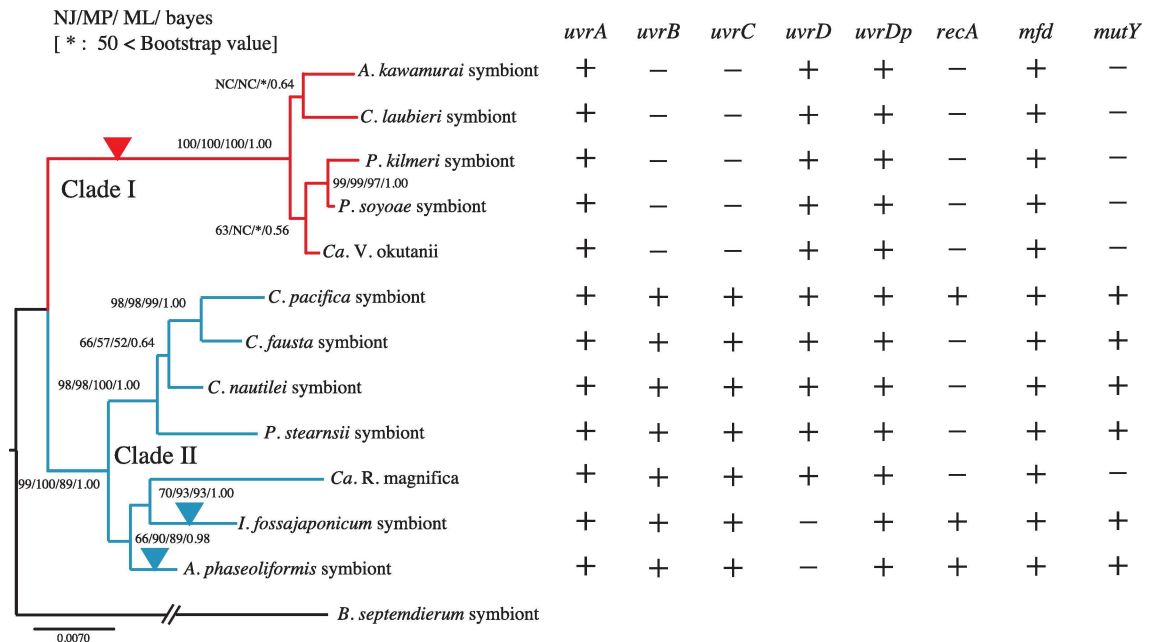 NJ/MP/ ML/ bayes
[ * : 50 < Bootstrap value]
uvrA uvrB uvrC uvrD uvrDp recA mfd mutY
A. kawamurai symbiont + − − + + − + −
NC/NC/*/0.64
C. laubieri symbiont + − − + + − + −
100/100/100/1.00
P. kilmeri symbiont + − − + + − + −
Clade I
99/99/97/1.00
P. soyoae symbiont + − − + + − + −
63/NC/*/0.56
Ca. V. okutanii + − − + + − + −
C. pacifica symbiont + + + + + + + +
98/98/99/1.00
C. fausta symbiont + + + + + − + +
66/57/52/0.64
C. nautilei symbiont + + + + + − + +
98/98/100/1.00
P. stearnsii symbiont + + + + + − + +
Clade II
Ca. R. magnifica + + + + + − + −
99/100/89/1.00
70/93/93/1.00
I. fossajaponicum symbiont + + + − + + + +
66/90/89/0.98
A. phaseoliformis symbiont + + + − + + + +
B. septemdierum symbiont
0.0070